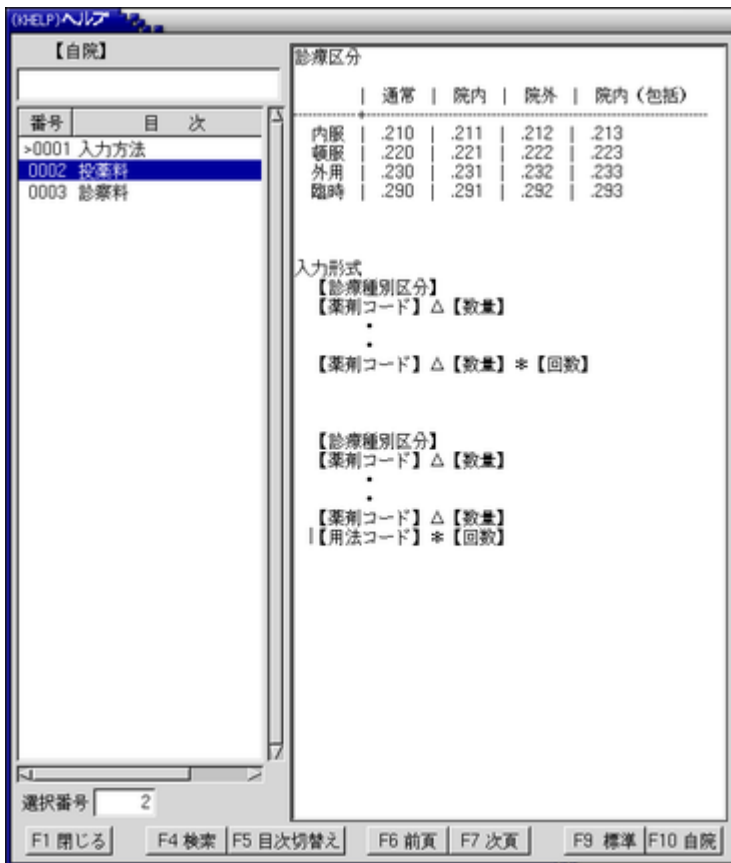 (KHELP)ヘルプ
【自院】
番号 目 次
>0001 入力方法
0002 投薬料
0003 診察料
選択番号 2
診療区分
| 通常 | 院内 | 院外 | 院内（包括）
内服 | .210 | .211 | .212 | .213
頓服 | .220 | .221 | .222 | .223
外用 | .230 | .231 | .232 | .233
臨時 | .290 | .291 | .292 | .293
入力形式
【診療種別区分】
【薬剤コード】△【数量】
・
・
【薬剤コード】△【数量】＊【回数】
【診療種別区分】
【薬剤コード】△【数量】
・
・
【薬剤コード】△【数量】
【用法コード】＊【回数】
F1 閉じる F4 検索 F5 目次切替え F6 前頁 F7 次頁 F9 標準 F10 自院